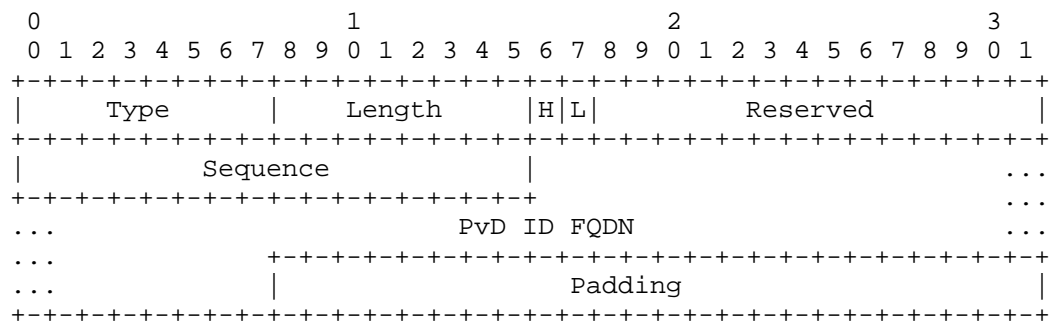 0                   1                   2                   3
 0 1 2 3 4 5 6 7 8 9 0 1 2 3 4 5 6 7 8 9 0 1 2 3 4 5 6 7 8 9 0 1
+-+-+-+-+-+-+-+-+-+-+-+-+-+-+-+-+-+-+-+-+-+-+-+-+-+-+-+-+-+-+-+-+
|     Type      |    Length     |H|L|         Reserved          |
+-+-+-+-+-+-+-+-+-+-+-+-+-+-+-+-+-+-+-+-+-+-+-+-+-+-+-+-+-+-+-+-+
|           Sequence            |                             ...
+-+-+-+-+-+-+-+-+-+-+-+-+-+-+-+-+                             ...
...                         PvD ID FQDN                       ...
...             +-+-+-+-+-+-+-+-+-+-+-+-+-+-+-+-+-+-+-+-+-+-+-+-+
...             |                  Padding                      |
+-+-+-+-+-+-+-+-+-+-+-+-+-+-+-+-+-+-+-+-+-+-+-+-+-+-+-+-+-+-+-+-+